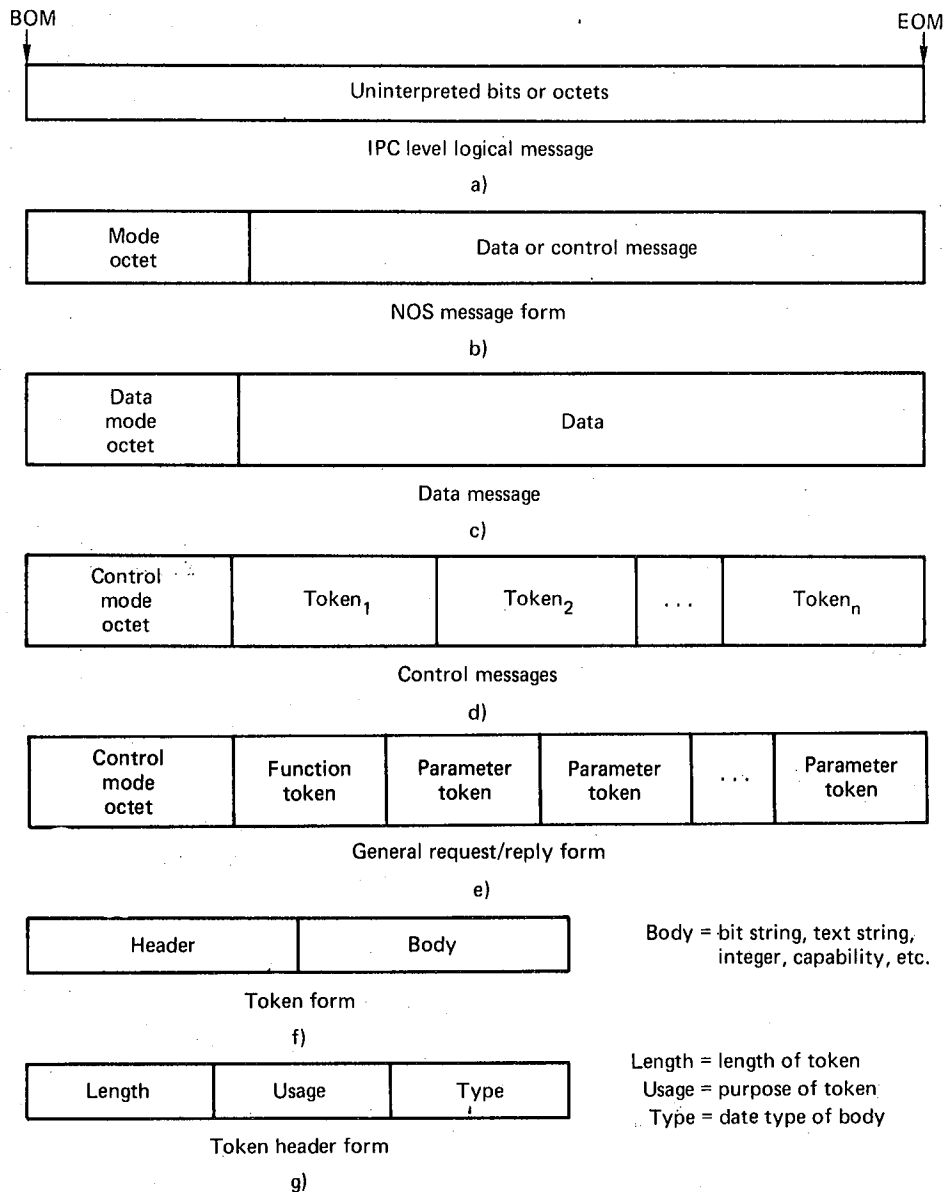 BOM
EOM
Uninterpreted bits or octets
IPC level logical message
a)
Mode
octet
Data or control message
NOS message form
b)
Data
mode
octet
Data
Data message
c)
Control
mode
octet
Token1
Token2
...
Tokenn
Control messages
d)
Control
mode
octet
Function
token
Parameter
token
Parameter
token
...
Parameter
token
General request/reply form
e)
Header
Body
Body = bit string, text string,
integer, capability, etc.
Token form
f)
Length
Usage
Type
Length = length of token
Usage = purpose of token
Type = date type of body
Token header form
g)